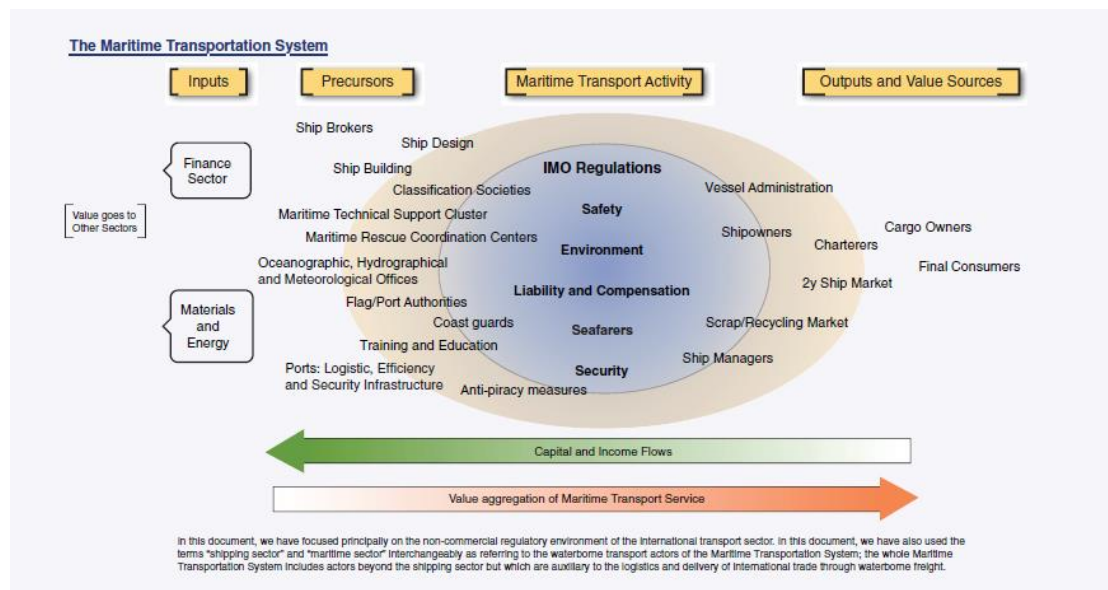 The Maritime Transportation System
Inputs
Precursors
Maritime Transport Activity
Outputs and Value Sources
Ship Brokers
Ship Design
Finance
Sector
Ship Building
IMO Regulations
Classification Societies
Vessel Administration
Safety
Value goes to
Other Sectors
Maritime Technical Support Cluster
Shipowners
Cargo Owners
Maritime Rescue Coordination Centers
Charterers
Environment
Oceanographic, Hydrographical
and Meteorological Offices
Final Consumers
2y Ship Market
Liability and Compensation
Materials
and
Energy
Flag/Port Authorities
Coast guards
Seafarers
Scrap/Recycling Market
Training and Education
Ship Managers
Ports: Logistic, Efficiency
and Security Infrastructure
Security
Anti-piracy measures
Capital and Income Flows
Value aggregation of Maritime Transport Service
In this document, we have focused principally on the non-commercial regulatory environment of the international transport sector. In this document, we have also used the
terms "shipping sector" and "maritime sector" interchangeably as referring to the waterborne transport actors of the Maritime Transportation System; the whole Maritime
Transportation System includes actors beyond the shipping sector but which are auxiliary to the logistics and delivery of international trade through waterborne freight.